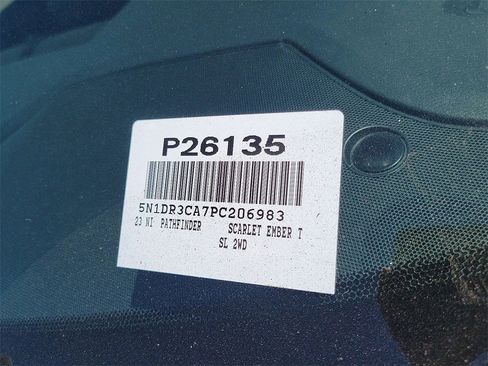 P26135
5N1DR3CA7PC206983
23 NI PATHFINDER SCARLET EMBER T
SL 2WD